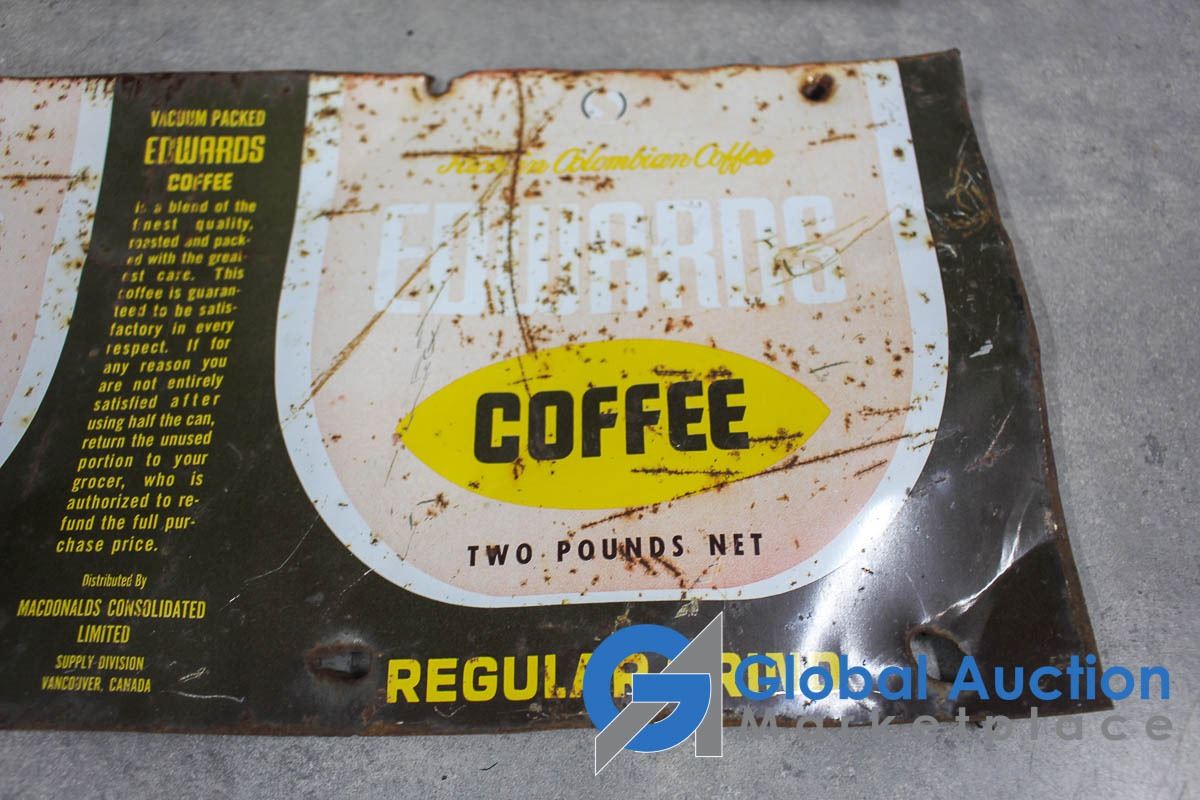 VACUUM PACKED
EDWARDS
COFFEE
is a blend of the
finest quality,
roasted and pack-
ed with the great-
est care. This
coffee is guaran-
teed to be satis-
factory in every
respect. If for
any reason you
are not entirely
satisfied after
using half the can,
return the unused
portion to your
grocer, who is
authorized to re-
fund the full pur-
chase price.
Distributed By
MACDONALDS CONSOLIDATED
LIMITED
SUPPLY DIVISION
VANCOUVER, CANADA
Rich in Colombian Coffee
EDWARDS
COFFEE
TWO POUNDS NET
REGULAR GRIND
Global Auction
Marketplace